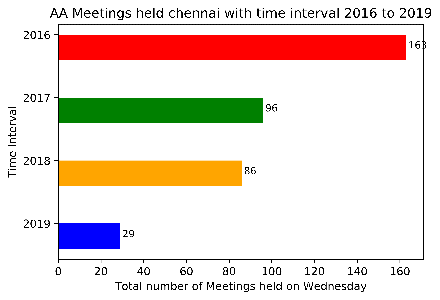 AA Meetings held chennai with time interval 2016 to 2019
2016
163
2017
96
2018
86
2019
29
Time Interval
0 20 40 60 80 100 120 140 160
Total number of Meetings held on Wednesday